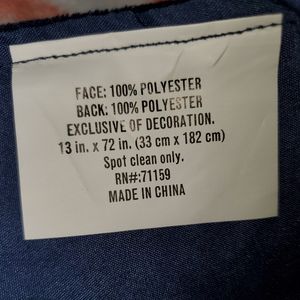 FACE: 100% POLYESTER
BACK: 100% POLYESTER
EXCLUSIVE OF DECORATION.
13 in. x 72 in. (33 cm x 182 cm)
Spot clean only.
RN#:71159
MADE IN CHINA